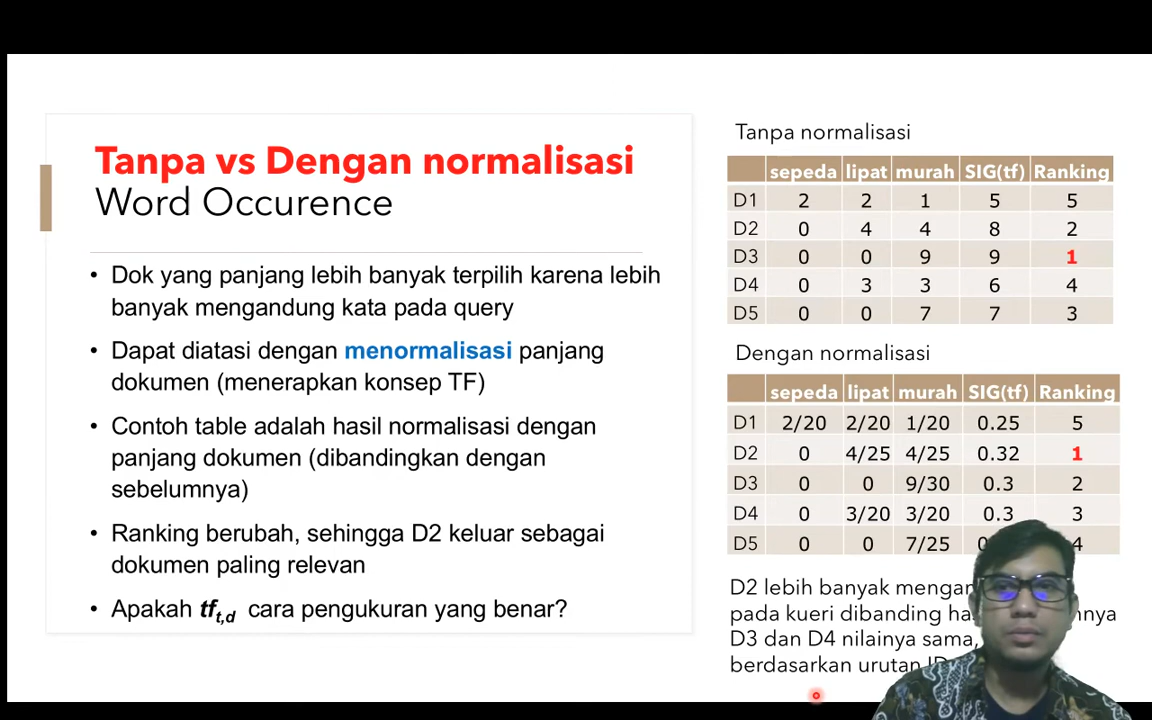 Tanpa vs Dengan normalisasi
Word Occurence
• Dok yang panjang lebih banyak terpilih karena lebih
banyak mengandung kata pada query
• Dapat diatasi dengan menormalisasi panjang
dokumen (menerapkan konsep TF)
• Contoh table adalah hasil normalisasi dengan
panjang dokumen (dibandingkan dengan
sebelumnya)
• Ranking berubah, sehingga D2 keluar sebagai
dokumen paling relevan
• Apakah tft,d cara pengukuran yang benar?
Tanpa normalisasi
sepeda lipat murah SIG(tf) Ranking
D1 2 2 1 5 5
D2 0 4 4 8 2
D3 0 0 9 9 1
D4 0 3 3 6 4
D5 0 0 7 7 3
Dengan normalisasi
sepeda lipat murah SIG(tf) Ranking
D1 2/20 2/20 1/20 0.25 5
D2 0 4/25 4/25 0.32 1
D3 0 0 9/30 0.3 2
D4 0 3/20 3/20 0.3 3
D5 0 0 7/25 4
D2 lebih banyak
pada kueri dibanding
D3 dan D4 nilainya sama,
berdasarkan urutan